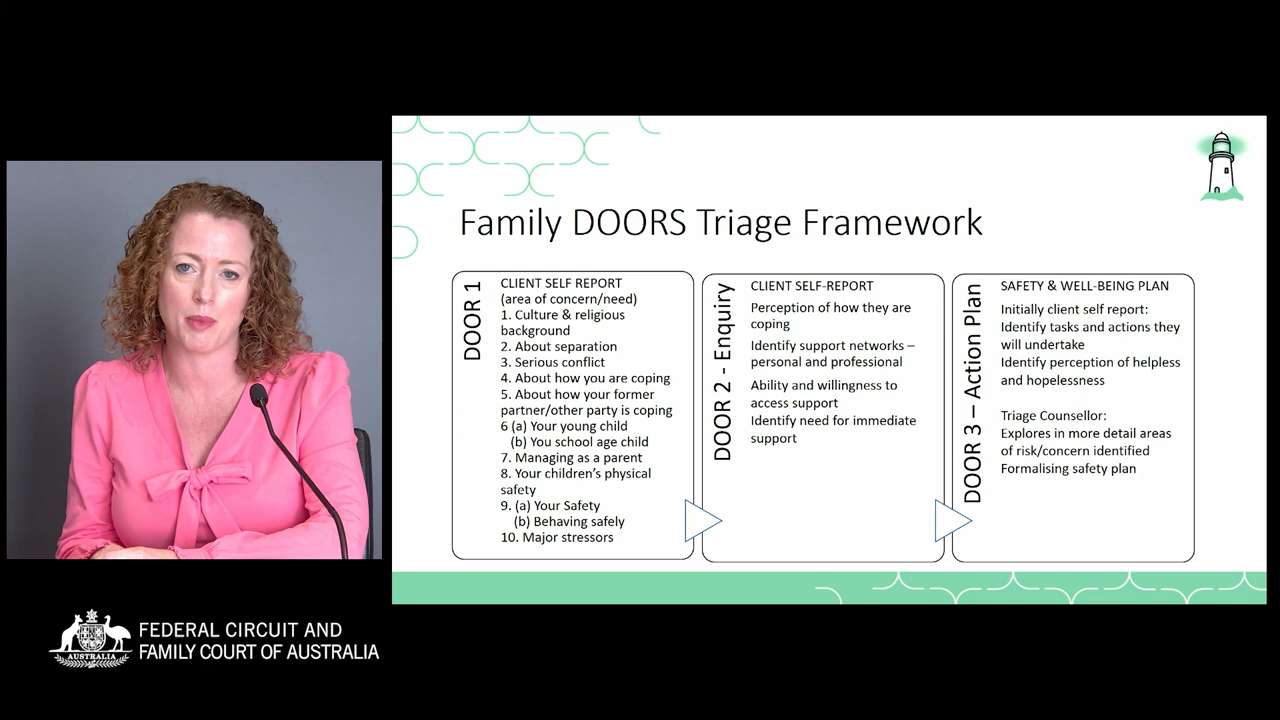 Family DOORS Triage Framework
DOOR 1
CLIENT SELF REPORT
(area of concern/need)
1. Culture & religious
background
2. About separation
3. Serious conflict
4. About how you are coping
5. About how your former
partner/other party is coping
6 (a) Your young child
(b) You school age child
7. Managing as a parent
8. Your children's physical
safety
9. (a) Your Safety
(b) Behaving safely
10. Major stressors
DOOR 2 - Enquiry
CLIENT SELF-REPORT
Perception of how they are
coping
Identify support networks –
personal and professional
Ability and willingness to
access support
Identify need for immediate
support
DOOR 3 – Action Plan
SAFETY & WELL-BEING PLAN
Initially client self report:
Identify tasks and actions they
will undertake
Identify perception of helpless
and hopelessness
Triage Counsellor:
Explores in more detail areas
of risk/concern identified
Formalising safety plan
AUSTRALIA
FEDERAL CIRCUIT AND
FAMILY COURT OF AUSTRALIA